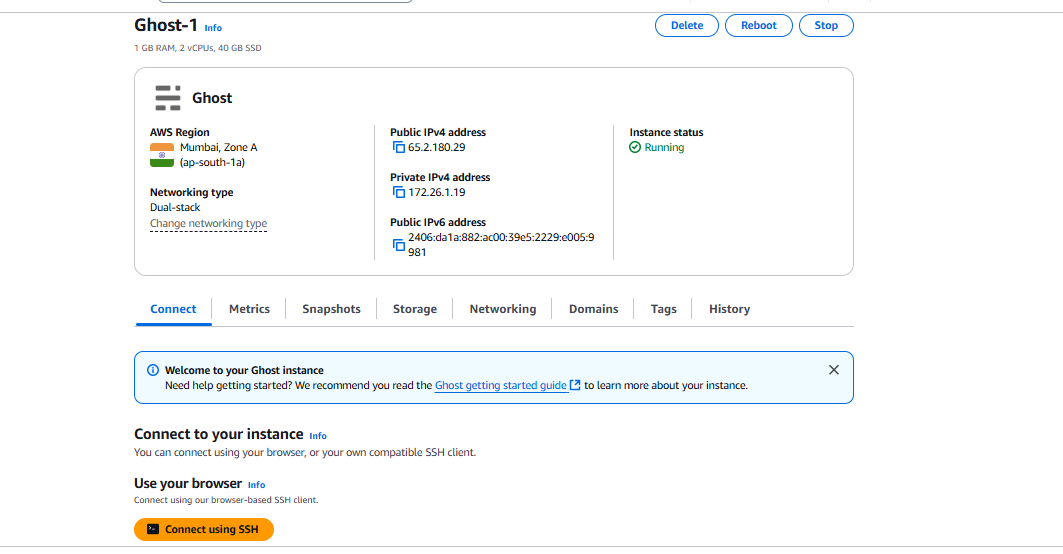 Ghost-1 Info
Delete
Reboot
Stop
1 GB RAM, 2 vCPUs, 40 GB SSD
Ghost
AWS Region
Mumbai, Zone A
(ap-south-1a)
Networking type
Dual-stack
Change networking type
Public IPv4 address
65.2.180.29
Private IPv4 address
172.26.1.19
Public IPv6 address
2406:da1a:882:ac00:39e5:2229:e005:9
981
Instance status
Running
Connect
Metrics
Snapshots
Storage
Networking
Domains
Tags
History
Welcome to your Ghost instance
Need help getting started? We recommend you read the Ghost getting started guide to learn more about your instance.
Connect to your instance Info
You can connect using your browser, or your own compatible SSH client.
Use your browser Info
Connect using our browser-based SSH client.
Connect using SSH